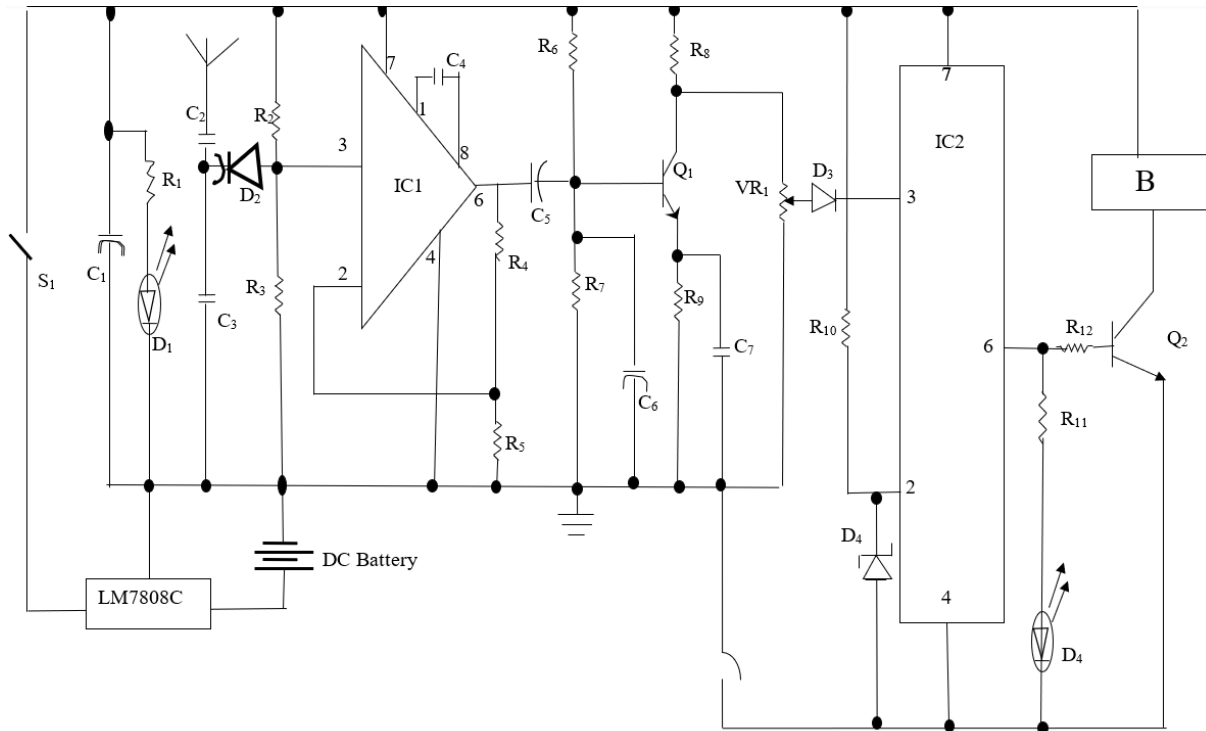 R6
R8
7
C4
C2
R2
1
IC2
7
3
8
Q1
R1
IC1
D3
B
D2
6
VR1
3
C5
S1
C1
R4
4
2
R3
R7
R9
C3
R10
R12
Q2
D1
C7
6
C6
R11
R5
2
D4
DC Battery
LM7808C
4
D4